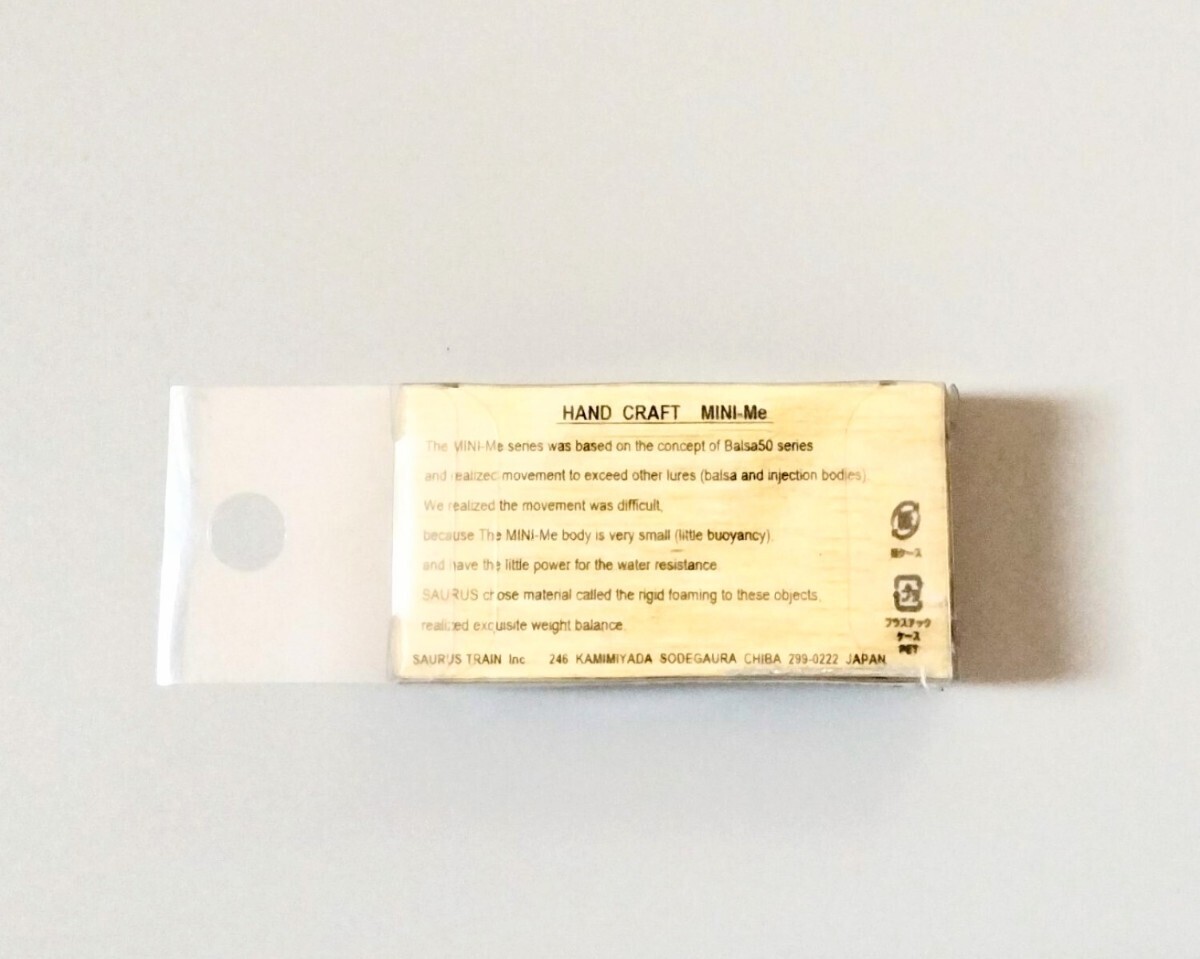 HAND CRAFT MINI-Me
The MINI-Me series was based on the concept of Balsa50 series
and realized movement to exceed other lures (balsa and injection bodies).
We realized the movement was difficult,
because The MINI-Me body is very small (little buoyancy),
and have the little power for the water resistance.
SAURUS chose material called the rigid foaming to these objects,
realized exquisite weight balance.
SAURUS TRAIN Inc. 246 KAMIMIYADA SODEGAURA CHIBA 299-0222 JAPAN
紙
プラ
プラスチック
ケース
PET